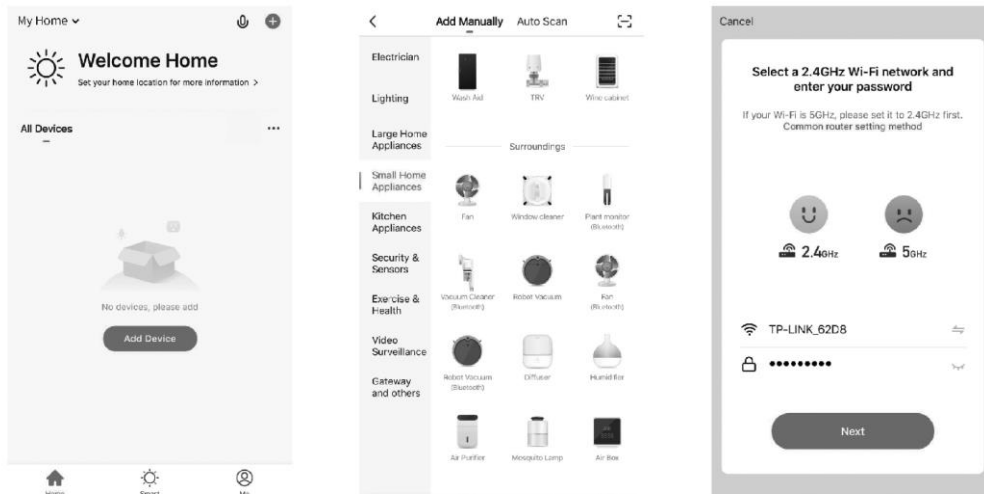 My Home
Welcome Home
Set your home location for more information >
All Devices
...
No devices, please add
Add Device
Home
Smart
Me
Add Manually
Auto Scan
Electrician
Lighting
Large Home
Appliances
Small Home
Appliances
Kitchen
Appliances
Security &
Sensors
Exercise &
Health
Video
Surveillance
Gateway
and others
Wash Aid
TRV
Wine cabinet
Surroundings
Fan
Window cleaner
Plant monitor
(Bluetooth)
Vacuum Cleaner
(Bluetooth)
Robot Vacuum
Fan
(Bluetooth)
Robot Vacuum
(Bluetooth)
Diffuser
Humidifier
Air Purifier
Mosquito Lamp
Air Box
Cancel
Select a 2.4GHz Wi-Fi network and
enter your password
If your Wi-Fi is 5GHz, please set it to 2.4GHz first.
Common router setting method
2.4GHz
5GHz
TP-LINK_62D8
•••••••••
Next